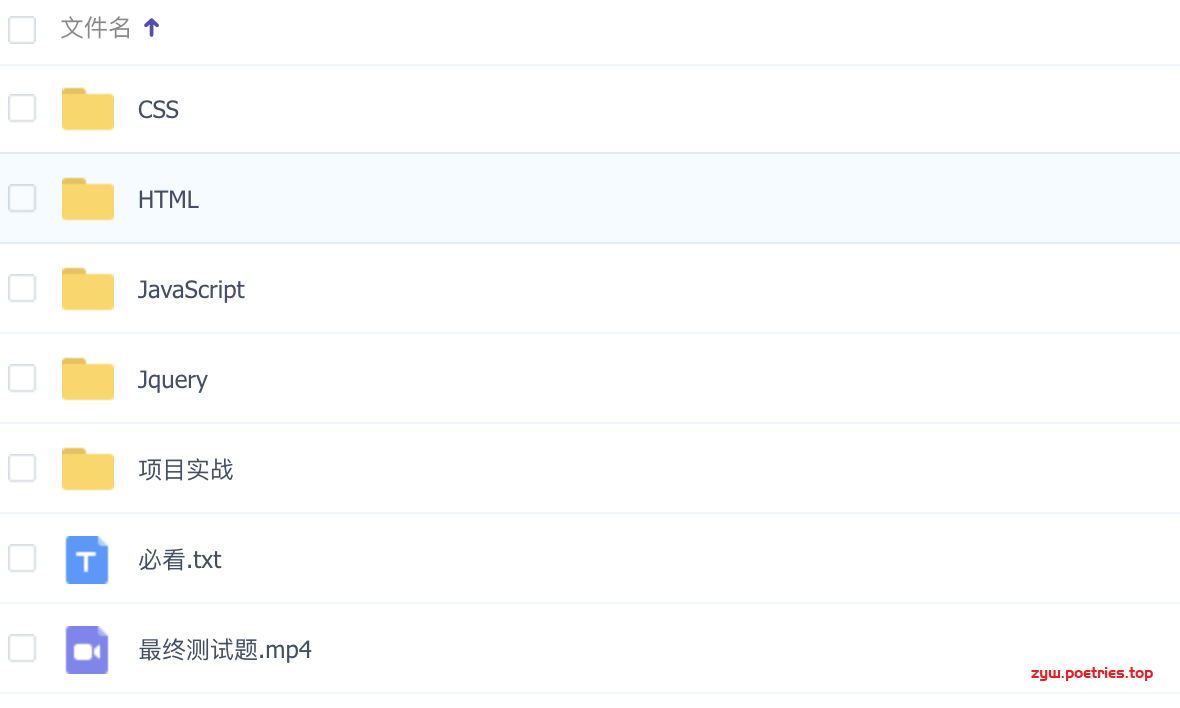 文件名
CSS
HTML
JavaScript
Jquery
项目实战
必看.txt
最终测试题.mp4
zyw.poetries.top